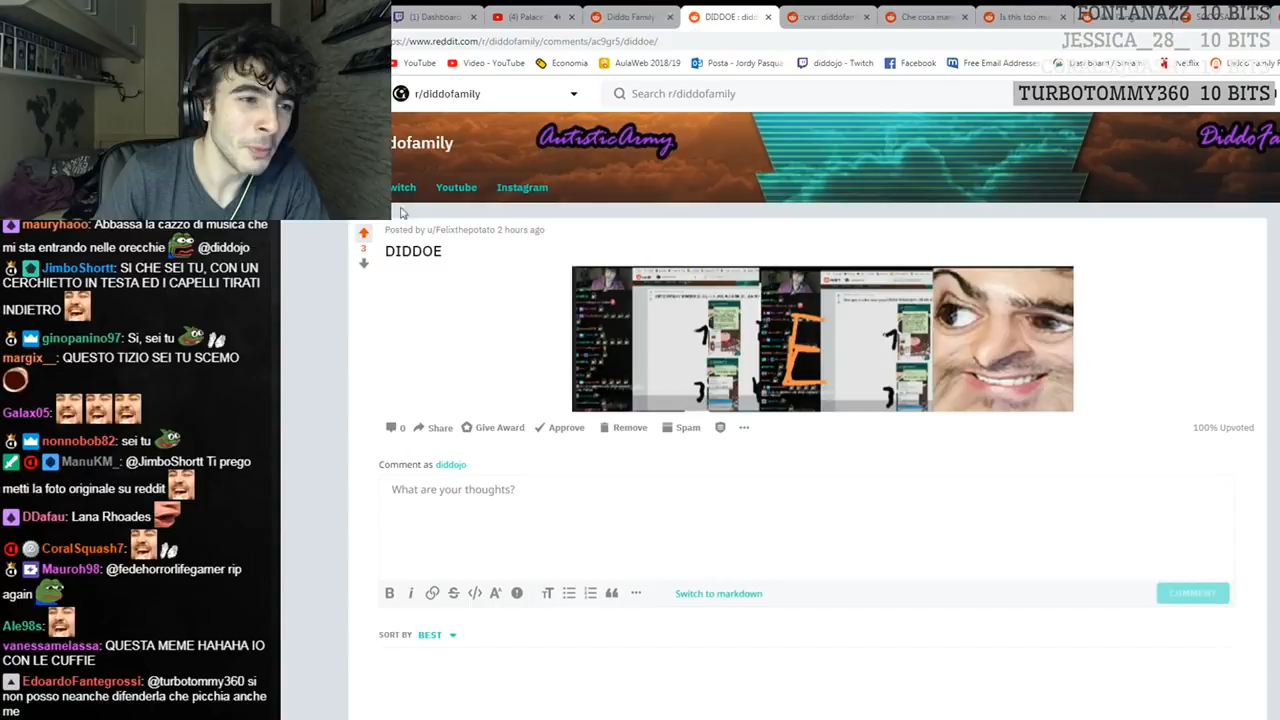 (1) Dashboard
(4) Palace
Diddo Family
DIDDOE : didd
cvx : diddofam
Che cosa man
Is this too mu
FONTANAZZ 10 BITS
JESSICA_28_ 10 BITS
TURBOTOMMY360 10 BITS
ps://www.reddit.com/r/diddofamily/comments/ac9gr5/diddoe/
YouTube
Video - YouTube
Economia
AulaWeb 2018/19
Posta - Jordy Pasqua
diddojo - Twitch
Facebook
Free Email Addresses
Netflix
r/diddofamily
Search r/diddofamily
dofamily
AutisticArmy
DiddoFa
witch
Youtube
Instagram
Posted by u/Felixthepotato 2 hours ago
3
DIDDOE
1
E
1
3
3
0
Share
Give Award
Approve
Remove
Spam
100% Upvoted
Comment as diddojo
What are your thoughts?
Switch to markdown
COMMENT
SORT BY BEST
mauryhaoo: Abbassa la cazzo di musica che
mi sta entrando nelle orecchie @diddojo
JimboShortt: SI CHE SEI TU, CON UN
CERCHIETTO IN TESTA ED I CAPELLI TIRATI
INDIETRO
ginopanino97: Si, sei tu
margix__: QUESTO TIZIO SEI TU SCEMO
Galax05:
nonnobob82: sei tu
ManuKM_: @JimboShortt Ti prego
metti la foto originale su reddit
DDafau: Lana Rhoades
CoralSquash7:
Mauroh98: @fedehorrorlifegamer rip
again
Ale98s:
vanessamelassa: QUESTA MEME HAHAHA IO
CON LE CUFFIE
EdoardoFantegrossi: @turbotommy360 si
non posso neanche difenderla che picchia anche
me